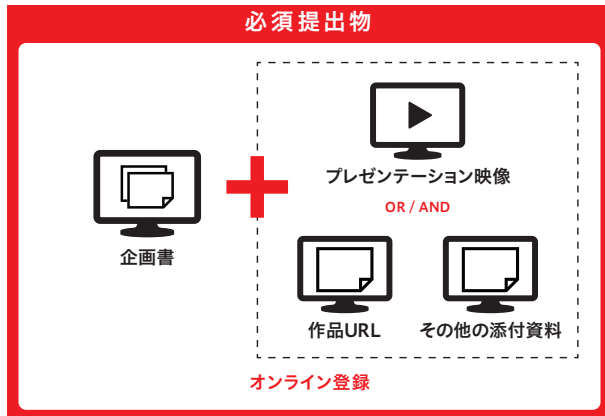 必須提出物
プレゼンテーション映像
OR / AND
企画書
作品URL
その他の添付資料
オンライン登録